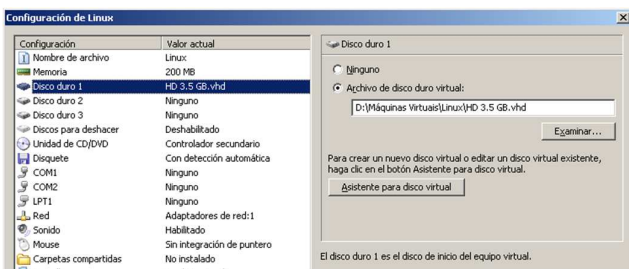 Configuración de Linux
Configuración Valor actual
Nombre de archivo Linux
Memoria 200 MB
Disco duro 1 HD 3.5 GB.vhd
Disco duro 2 Ninguno
Disco duro 3 Ninguno
Discos para deshacer Deshabilitado
Unidad de CD/DVD Controlador secundario
Disquete Con detección automática
COM1 Ninguno
COM2 Ninguno
LPT1 Ninguno
Red Adaptadores de red:1
Sonido Habilitado
Mouse Sin integración de puntero
Carpetas compartidas No instalado
Disco duro 1
Ninguno
Archivo de disco duro virtual:
D:\Máquinas Virtuais\Linux\HD 3.5 GB.vhd
Examinar...
Para crear un nuevo disco virtual o editar un disco virtual existente,
haga clic en el botón Asistente para disco virtual.
Asistente para disco virtual
El disco duro 1 es el disco de inicio del equipo virtual.